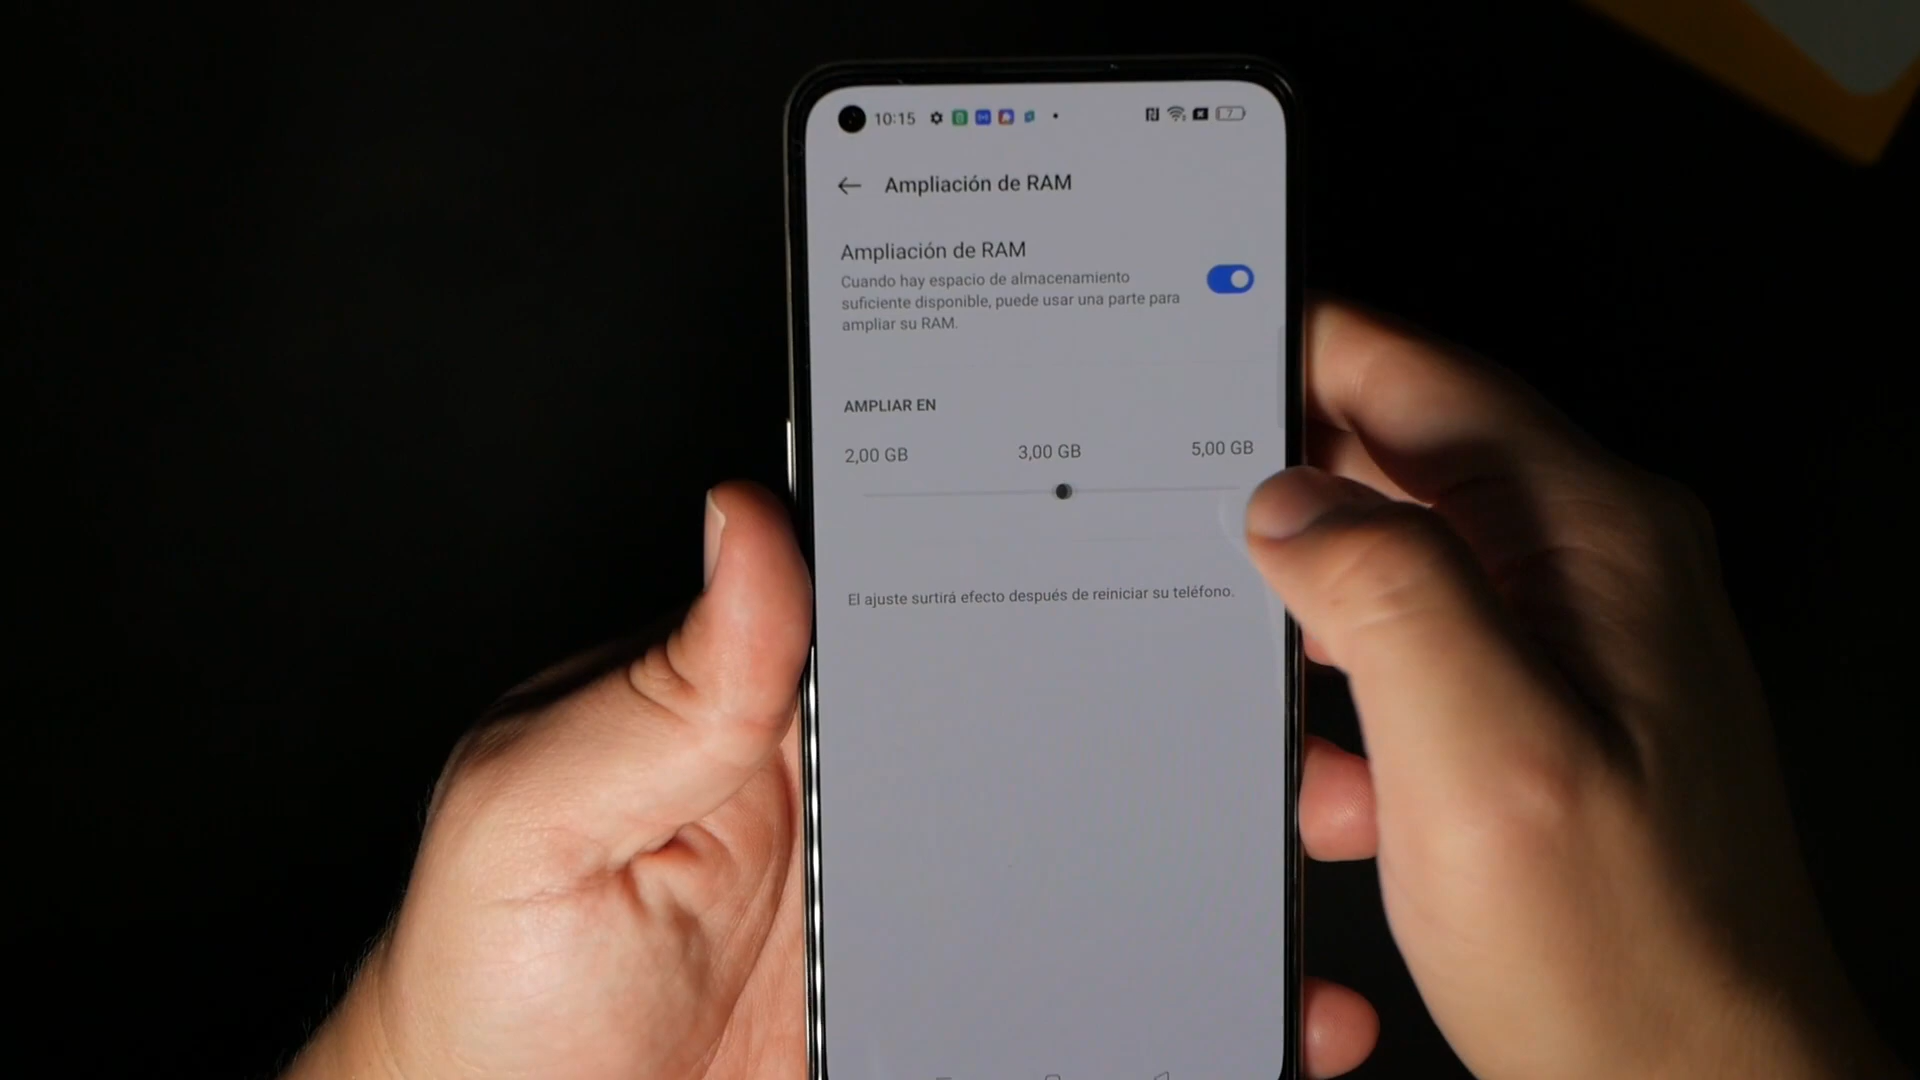 10:15
7
Ampliación de RAM
Ampliación de RAM
Cuando hay espacio de almacenamiento
suficiente disponible, puede usar una parte para
ampliar su RAM.
AMPLIAR EN
2,00 GB 3,00 GB 5,00 GB
El ajuste surtirá efecto después de reiniciar su teléfono.